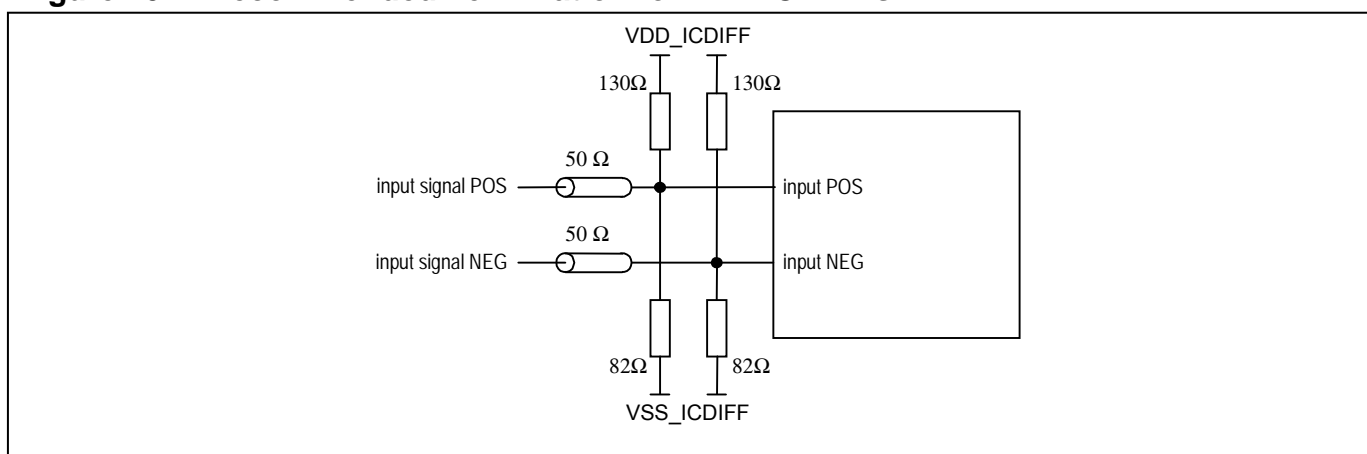 VDD_ICDIFF
130Ω 130Ω
50 Ω
input signal POS input POS
50 Ω
input signal NEG input NEG
82Ω 82Ω
VSS_ICDIFF